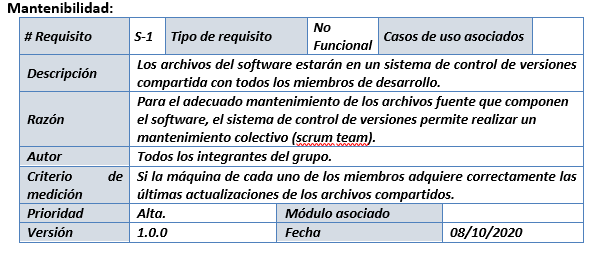 Mantenibilidad:
# Requisito S-1 Tipo de requisito No Funcional Casos de uso asociados
Descripción Los archivos del software estarán en un sistema de control de versiones
compartida con todos los miembros de desarrollo.
Razón Para el adecuado mantenimiento de los archivos fuente que componen
el software, el sistema de control de versiones permite realizar un
mantenimiento colectivo (scrum team).
Autor Todos los integrantes del grupo.
Criterio de medición Si la máquina de cada uno de los miembros adquiere correctamente las
últimas actualizaciones de los archivos compartidos.
Prioridad Alta. Módulo asociado
Versión 1.0.0 Fecha 08/10/2020